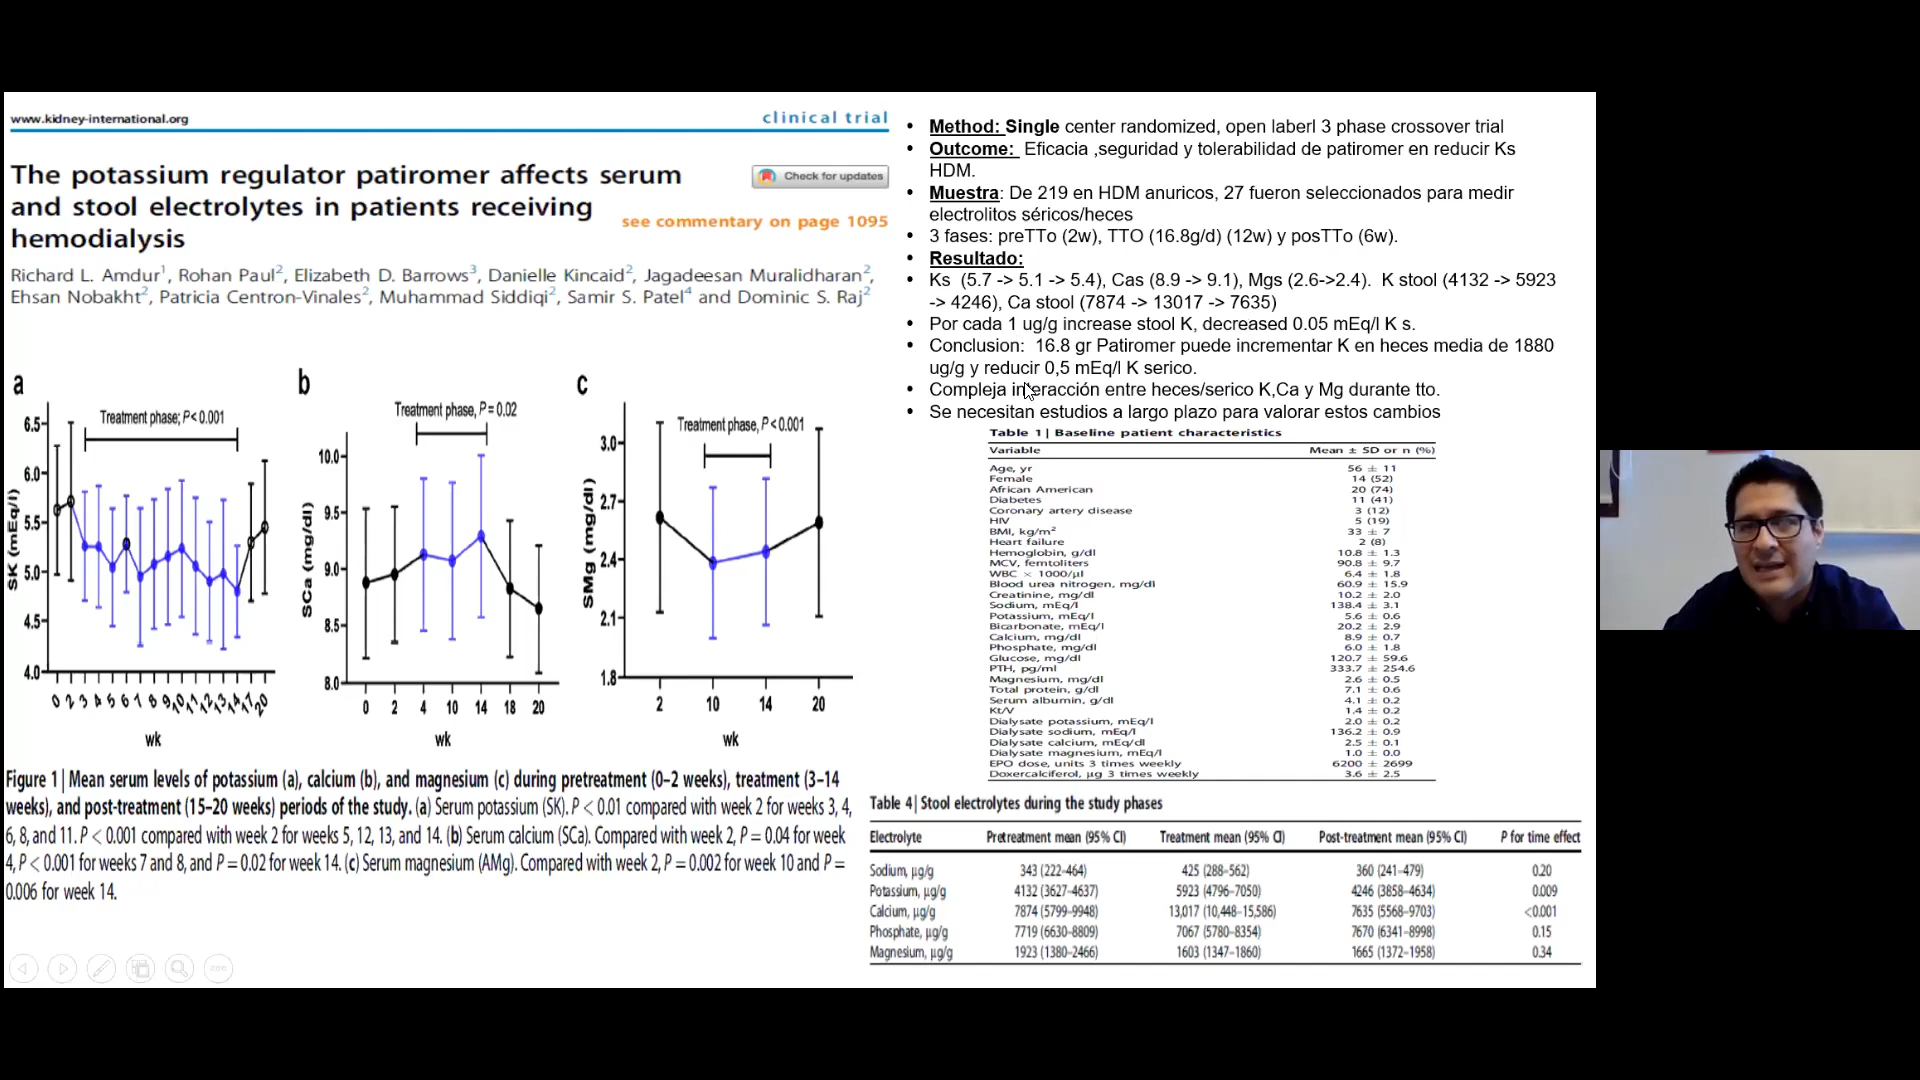 www.kidney-international.org
clinical trial
The potassium regulator patiromer affects serum
and stool electrolytes in patients receiving
hemodialysis
Check for updates
see commentary on page 1095
Richard L. Amdur1, Rohan Paul2, Elizabeth D. Barrows3, Danielle Kincaid2, Jagadeesan Muralidharan2,
Ehsan Nobakht2, Patricia Centron-Vinales2, Muhammad Siddiqi2, Samir S. Patel4 and Dominic S. Raj2
a
Treatment phase; P< 0.001
SK (mEq/l)
6.5
6.0
5.5
5.0
4.5
4.0
0 2 3 4 5 6 7 8 9 10 11 12 13 14 17 20
wk
b
Treatment phase, P = 0.02
SCa (mg/dl)
10.0
9.5
9.0
8.5
8.0
0 2 4 10 14 18 20
wk
c
Treatment phase, P < 0.001
SMg (mg/dl)
3.0
2.7
2.4
2.1
1.8
2 10 14 20
wk
Figure 1 | Mean serum levels of potassium (a), calcium (b), and magnesium (c) during pretreatment (0–2 weeks), treatment (3–14
weeks), and post-treatment (15–20 weeks) periods of the study. (a) Serum potassium (SK). P < 0.01 compared with week 2 for weeks 3, 4,
6, 8, and 11. P < 0.001 compared with week 2 for weeks 5, 12, 13, and 14. (b) Serum calcium (SCa). Compared with week 2, P = 0.04 for week
4, P < 0.001 for weeks 7 and 8, and P = 0.02 for week 14. (c) Serum magnesium (AMg). Compared with week 2, P = 0.002 for week 10 and P =
0.006 for week 14.
• Method: Single center randomized, open laberl 3 phase crossover trial
• Outcome: Eficacia ,seguridad y tolerabilidad de patiromer en reducir Ks
HDM.
• Muestra: De 219 en HDM anuricos, 27 fueron seleccionados para medir
electrolitos séricos/heces
• 3 fases: preTTo (2w), TTO (16.8g/d) (12w) y posTTo (6w).
• Resultado:
• Ks (5.7 -> 5.1 -> 5.4), Cas (8.9 -> 9.1), Mgs (2.6->2.4). K stool (4132 -> 5923
-> 4246), Ca stool (7874 -> 13017 -> 7635)
• Por cada 1 ug/g increase stool K, decreased 0.05 mEq/l K s.
• Conclusion: 16.8 gr Patiromer puede incrementar K en heces media de 1880
ug/g y reducir 0,5 mEq/l K serico.
• Compleja interacción entre heces/serico K,Ca y Mg durante tto.
• Se necesitan estudios a largo plazo para valorar estos cambios
Table 1 | Baseline patient characteristics
Variable Mean ± SD or n (%)
Age, yr 56 ± 11
Female 14 (52)
African American 20 (74)
Diabetes 11 (41)
Coronary artery disease 3 (12)
HIV 5 (19)
BMI, kg/m2 33 ± 7
Heart failure 2 (8)
Hemoglobin, g/dl 10.8 ± 1.3
MCV, femtoliters 90.8 ± 9.7
WBC × 1000/μl 6.4 ± 1.8
Blood urea nitrogen, mg/dl 60.9 ± 15.9
Creatinine, mg/dl 10.2 ± 2.0
Sodium, mEq/l 138.4 ± 3.1
Potassium, mEq/l 5.6 ± 0.6
Bicarbonate, mEq/l 20.2 ± 2.9
Calcium, mg/dl 8.9 ± 0.7
Phosphate, mg/dl 6.0 ± 1.8
Glucose, mg/dl 120.7 ± 59.6
PTH, pg/ml 333.7 ± 254.6
Magnesium, mg/dl 2.6 ± 0.5
Total protein, g/dl 7.1 ± 0.6
Serum albumin, g/dl 4.1 ± 0.2
Kt/V 1.4 ± 0.2
Dialysate potassium, mEq/l 2.0 ± 0.2
Dialysate sodium, mEq/l 136.2 ± 0.9
Dialysate calcium, mEq/dl 2.5 ± 0.1
Dialysate magnesium, mEq/l 1.0 ± 0.0
EPO dose, units 3 times weekly 6200 ± 2699
Doxercalciferol, μg 3 times weekly 3.6 ± 2.5
Table 4 | Stool electrolytes during the study phases
Electrolyte Pretreatment mean (95% CI) Treatment mean (95% CI) Post-treatment mean (95% CI) P for time effect
Sodium, μg/g 343 (222–464) 425 (288–562) 360 (241–479) 0.20
Potassium, μg/g 4132 (3627–4637) 5923 (4796–7050) 4246 (3858–4634) 0.009
Calcium, μg/g 7874 (5799–9948) 13,017 (10,448–15,586) 7635 (5568–9703) <0.001
Phosphate, μg/g 7719 (6630–8809) 7067 (5780–8354) 7670 (6341–8998) 0.15
Magnesium, μg/g 1923 (1380–2466) 1603 (1347–1860) 1665 (1372–1958) 0.34